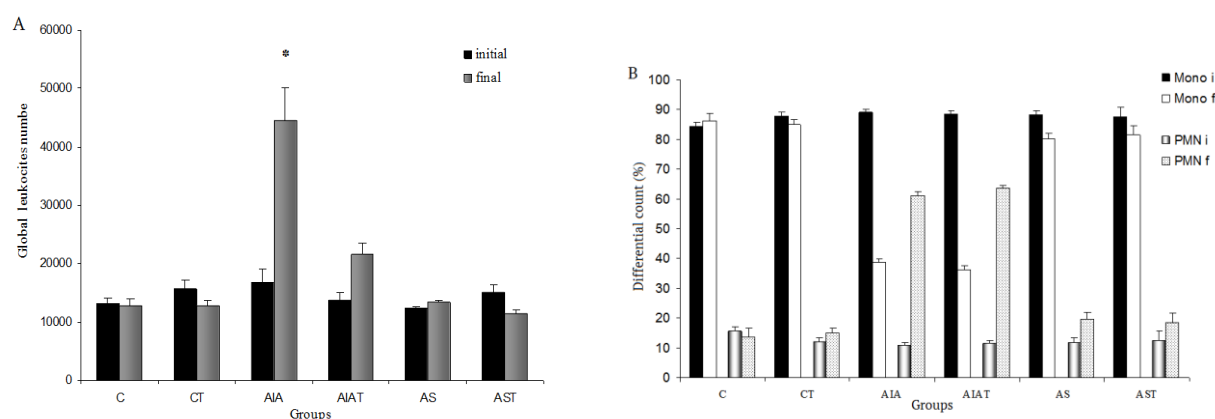 A
60000
50000
40000
30000
20000
10000
0
Global leukocites numbe
*
initial
final
C CT AIA AIAT AS AST
Groups
B
100
90
80
70
60
50
40
30
20
10
0
Differential count (%)
Mono i
Mono f
PMN i
PMN f
C CT AIA AIAT AS AST
Groups